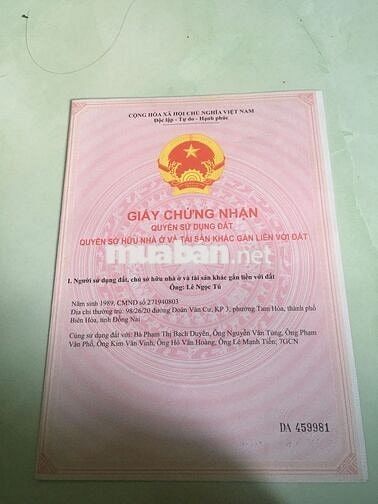 CỘNG HÒA XÃ HỘI CHỦ NGHĨA VIỆT NAM
Độc lập - Tự do - Hạnh phúc
GIẤY CHỨNG NHẬN
QUYỀN SỬ DỤNG ĐẤT
QUYỀN SỞ HỮU NHÀ Ở VÀ TÀI SẢN KHÁC GẮN LIỀN VỚI ĐẤT
muaban.net
I. Người sử dụng đất, chủ sở hữu nhà ở và tài sản khác gắn liền với đất
Ông: Lê Ngọc Tú
Năm sinh 1989, CMND số 271940803
Địa chỉ thường trú: 98/26/20 đường Đoàn Văn Cự, KP 3, phường Tam Hòa, thành phố
Biên Hòa, tỉnh Đồng Nai
Cùng sử dụng đất với: Bà Phạm Thị Bạch Duyên, Ông Nguyễn Văn Tùng, Ông Phạm
Văn Phố, Ông Kim Văn Vinh, Ông Hồ Văn Hoàng, Ông Lê Mạnh Tiến; 7GCN
DA 459981